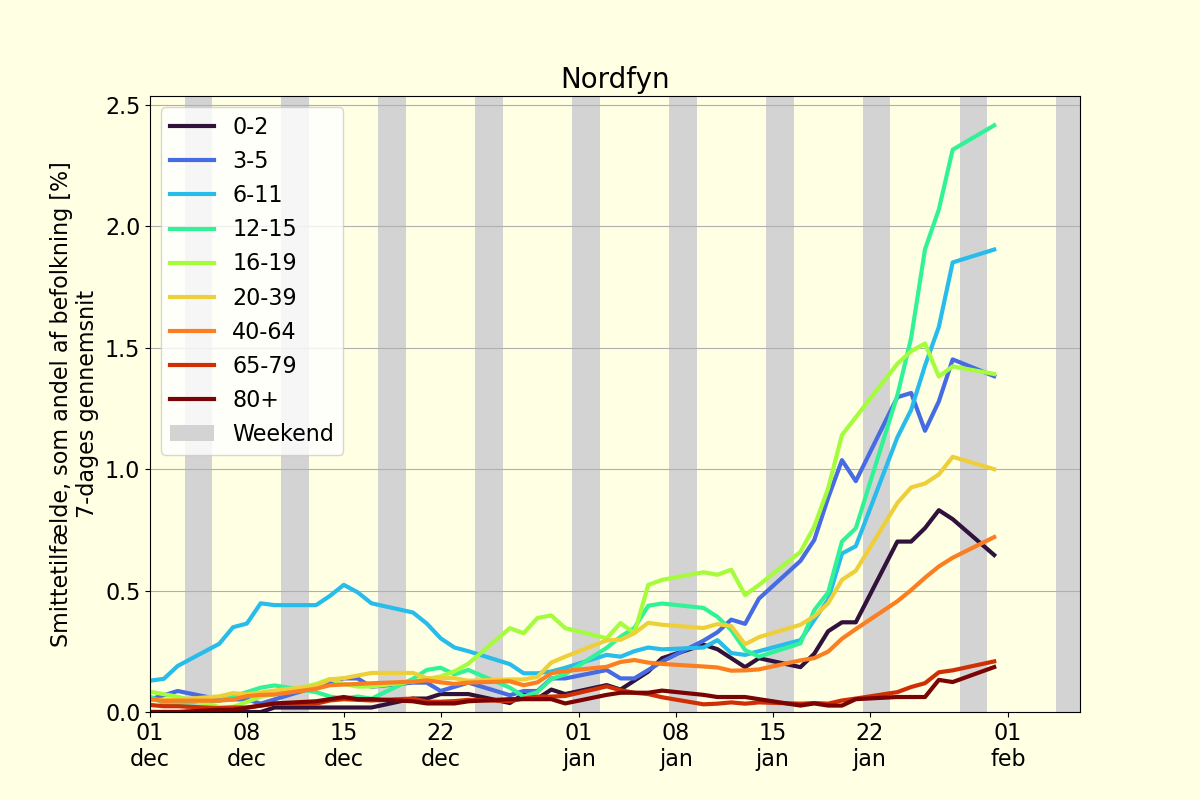 Nordfyn
Smittetilfælde, som andel af befolkning [%]
7-dages gennemsnit
2.5
2.0
1.5
1.0
0.5
0.0
0-2
3-5
6-11
12-15
16-19
20-39
40-64
65-79
80+
Weekend
01 08 15 22 01 08 15 22 01
dec dec dec dec jan jan jan jan feb